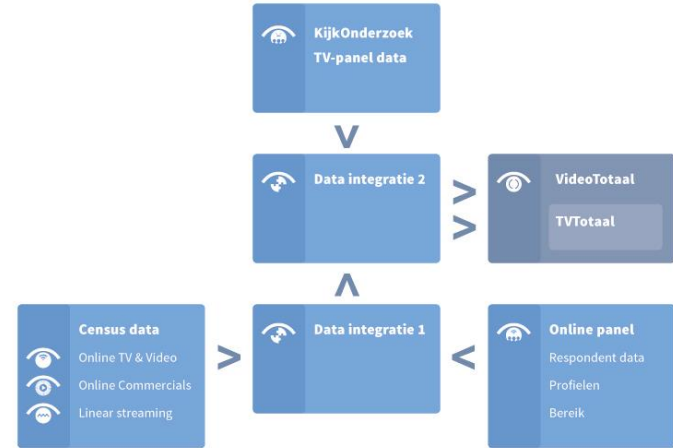 KijkOnderzoek
TV-panel data
Data integratie 2
VideoTotaal
TVTotaal
Census data
Online TV & Video
Online Commercials
Linear streaming
Data integratie 1
Online panel
Respondent data
Profielen
Bereik